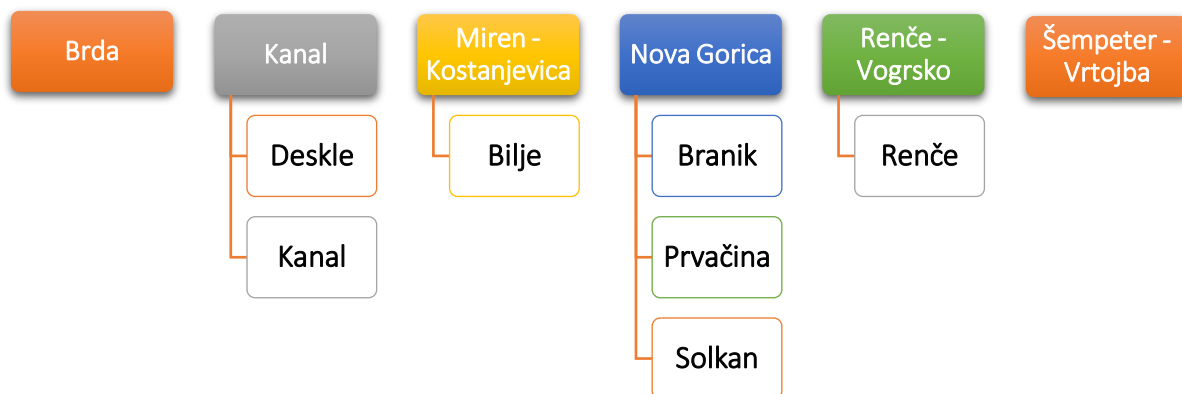 Brda
Kanal
Miren -
Kostanjevica
Nova Gorica
Renče -
Vogrsko
Šempeter -
Vrtojba
Deskle
Kanal
Bilje
Branik
Prvačina
Solkan
Renče